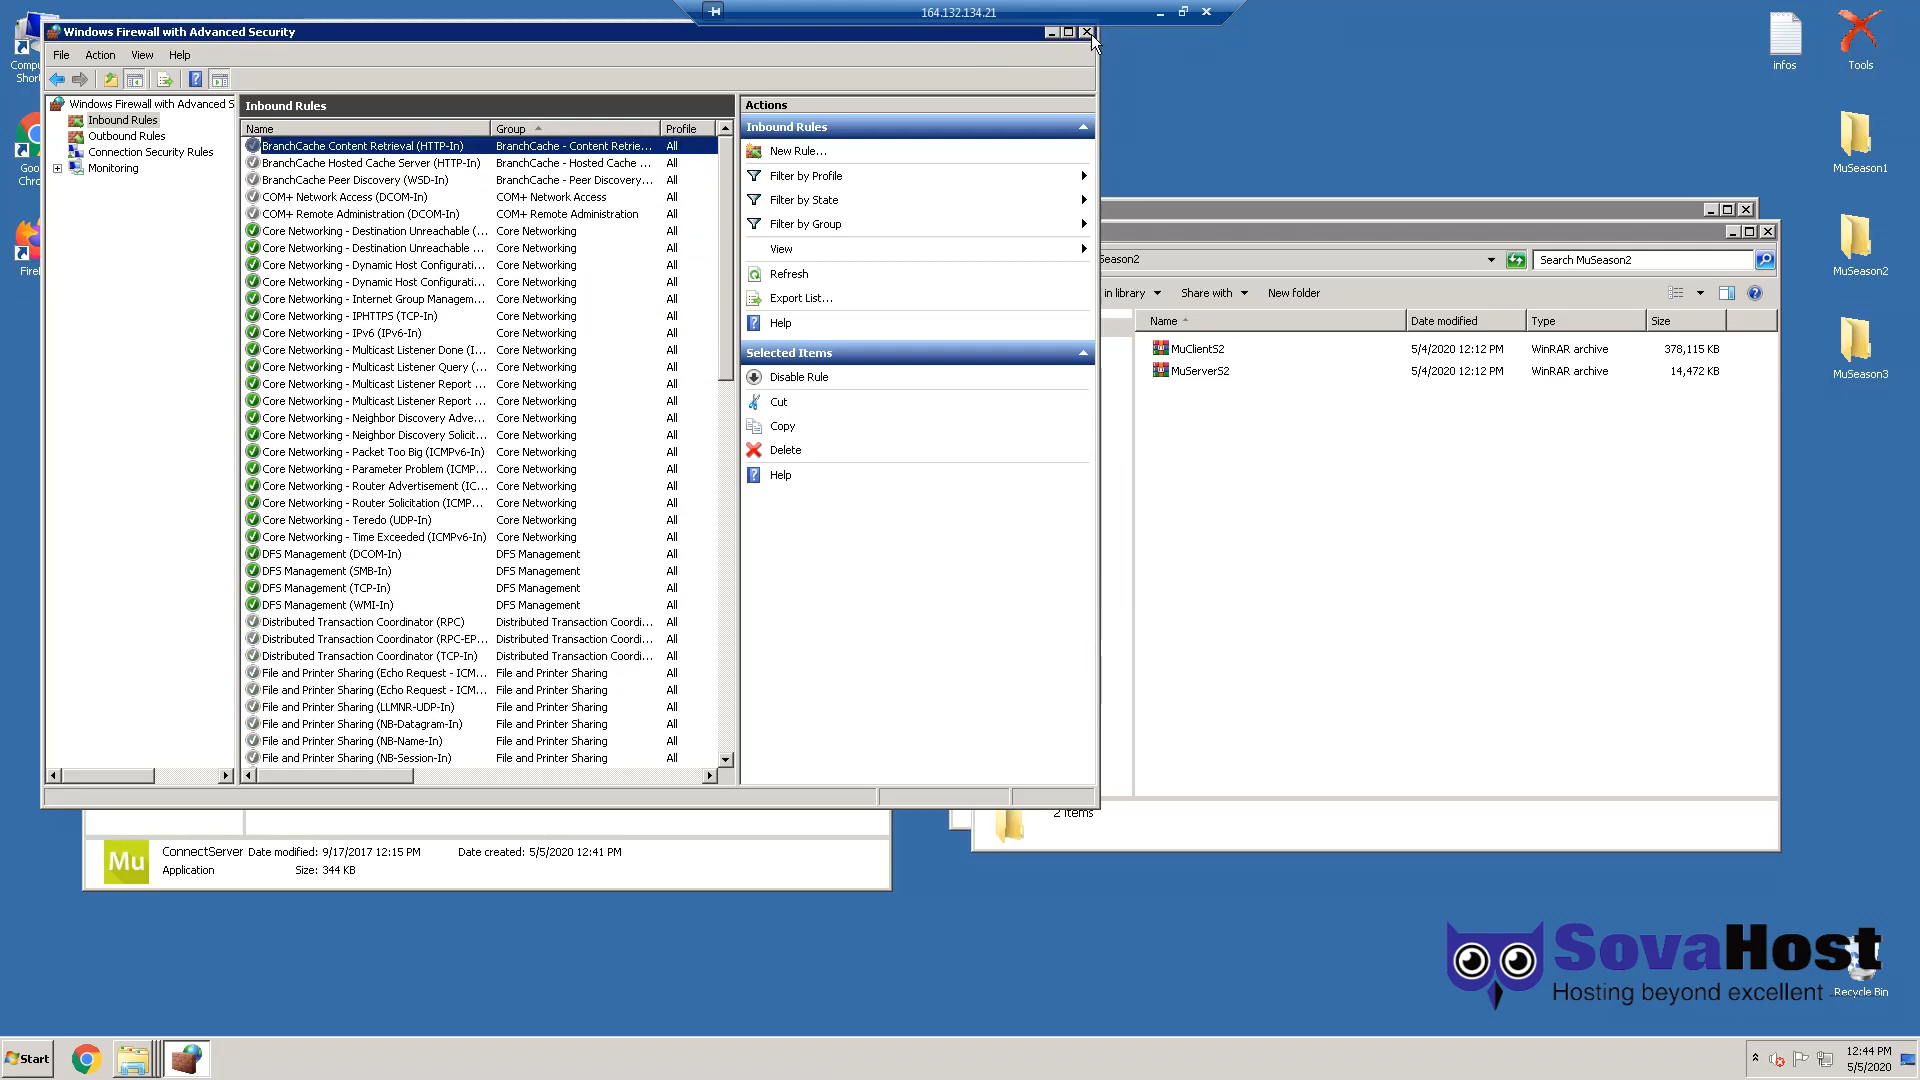 164.132.134.21
Windows Firewall with Advanced Security
File Action View Help
Windows Firewall with Advanced S
Inbound Rules
Outbound Rules
Connection Security Rules
Monitoring
Inbound Rules
Name Group Profile
BranchCache Content Retrieval (HTTP-In) BranchCache - Content Retrie... All
BranchCache Hosted Cache Server (HTTP-In) BranchCache - Hosted Cache ... All
BranchCache Peer Discovery (WSD-In) BranchCache - Peer Discovery... All
COM+ Network Access (DCOM-In) COM+ Network Access All
COM+ Remote Administration (DCOM-In) COM+ Remote Administration All
Core Networking - Destination Unreachable (... Core Networking All
Core Networking - Destination Unreachable ... Core Networking All
Core Networking - Dynamic Host Configurati... Core Networking All
Core Networking - Dynamic Host Configurati... Core Networking All
Core Networking - Internet Group Managem... Core Networking All
Core Networking - IPHTTPS (TCP-In) Core Networking All
Core Networking - IPv6 (IPv6-In) Core Networking All
Core Networking - Multicast Listener Done (I... Core Networking All
Core Networking - Multicast Listener Query (... Core Networking All
Core Networking - Multicast Listener Report ... Core Networking All
Core Networking - Multicast Listener Report ... Core Networking All
Core Networking - Neighbor Discovery Adve... Core Networking All
Core Networking - Neighbor Discovery Solicit... Core Networking All
Core Networking - Packet Too Big (ICMPv6-In) Core Networking All
Core Networking - Parameter Problem (ICMP... Core Networking All
Core Networking - Router Advertisement (IC... Core Networking All
Core Networking - Router Solicitation (ICMP... Core Networking All
Core Networking - Teredo (UDP-In) Core Networking All
Core Networking - Time Exceeded (ICMPv6-In) Core Networking All
DFS Management (DCOM-In) DFS Management All
DFS Management (SMB-In) DFS Management All
DFS Management (TCP-In) DFS Management All
DFS Management (WMI-In) DFS Management All
Distributed Transaction Coordinator (RPC) Distributed Transaction Coordi... All
Distributed Transaction Coordinator (RPC-EP... Distributed Transaction Coordi... All
Distributed Transaction Coordinator (TCP-In) Distributed Transaction Coordi... All
File and Printer Sharing (Echo Request - ICM... File and Printer Sharing All
File and Printer Sharing (Echo Request - ICM... File and Printer Sharing All
File and Printer Sharing (LLMNR-UDP-In) File and Printer Sharing All
File and Printer Sharing (NB-Datagram-In) File and Printer Sharing All
File and Printer Sharing (NB-Name-In) File and Printer Sharing All
File and Printer Sharing (NB-Session-In) File and Printer Sharing All
Actions
Inbound Rules
New Rule...
Filter by Profile
Filter by State
Filter by Group
View
Refresh
Export List...
Help
Selected Items
Disable Rule
Cut
Copy
Delete
Help
Season2
Search MuSeason2
in library Share with New folder
Name Date modified Type Size
MuClientS2 5/4/2020 12:12 PM WinRAR archive 378,115 KB
MuServerS2 5/4/2020 12:12 PM WinRAR archive 14,472 KB
2 items
Mu
ConnectServer Date modified: 9/17/2017 12:15 PM Date created: 5/5/2020 12:41 PM
Application Size: 344 KB
Compu
Short
Goo
Chro
Firef
infos
Tools
MuSeason1
MuSeason2
MuSeason3
SovaHost
Hosting beyond excellent
Recycle Bin
Start
12:44 PM
5/5/2020